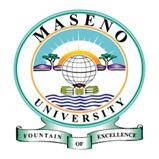 MASENO
UNIVERSITY
FOUNTAIN OF EXCELLENCE